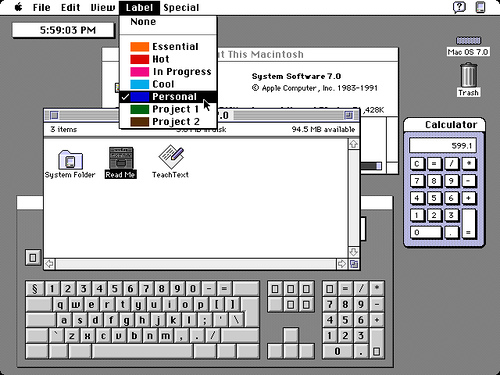 File Edit View Label Special
5:59:03 PM
None
Essential
Hot
In Progress
Cool
Personal
Project 1
Project 2
Mac OS 7.0
Trash
ut This Macintosh
System Software 7.0
© Apple Computer, Inc. 1983-1991
,428K
7.0
3 items
in disk
94.5 MB available
System Folder
Read Me
TeachText
Calculator
599.1
C = / *
7 8 9 -
4 5 6 +
1 2 3 =
0 .
§ 1 2 3 4 5 6 7 8 9 0 - =
q w e r t y u i o p [ ]
a s d f g h j k l ; ' \
` z x c v b n m , . /
= / *
7 8 9 -
4 5 6 +
1 2 3
0 .